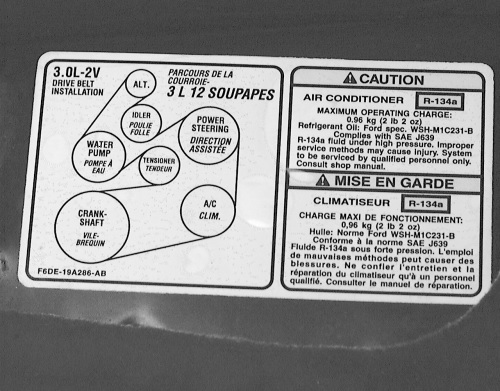 3.0L-2V
DRIVE BELT
INSTALLATION
PARCOURS DE LA
COURROIE-
3 L 12 SOUPAPES
ALT.
IDLER
POULIE
FOLLE
POWER
STEERING
DIRECTION
ASSISTÉE
WATER
PUMP
POMPE À
EAU
TENSIONER
TENDEUR
A/C
CLIM.
CRANK-
SHAFT
VILE-
BREQUIN
F6DE-19A286-AB
CAUTION
AIR CONDITIONER R-134a
MAXIMUM OPERATING CHARGE:
0.96 kg (2 lb 2 oz)
Refrigerant Oil: Ford spec. WSH-M1C231-B
Complies with SAE J639
R-134a fluid under high pressure. Improper
service methods may cause injury. System
to be serviced by qualified personnel only.
Consult shop manual.
MISE EN GARDE
CLIMATISEUR R-134a
CHARGE MAXI DE FONCTIONNEMENT:
0,96 kg (2 lb 2 oz)
Huile: Norme Ford WSH-M1C231-B
Conforme à la norme SAE J639
Fluide R-134a sous forte pression. L'emploi
de mauvaises méthodes peut causer des
blessures. Ne confier l'entretien et la
réparation du climatiseur qu'à un personnel
qualifié. Consulter le manuel de réparation.